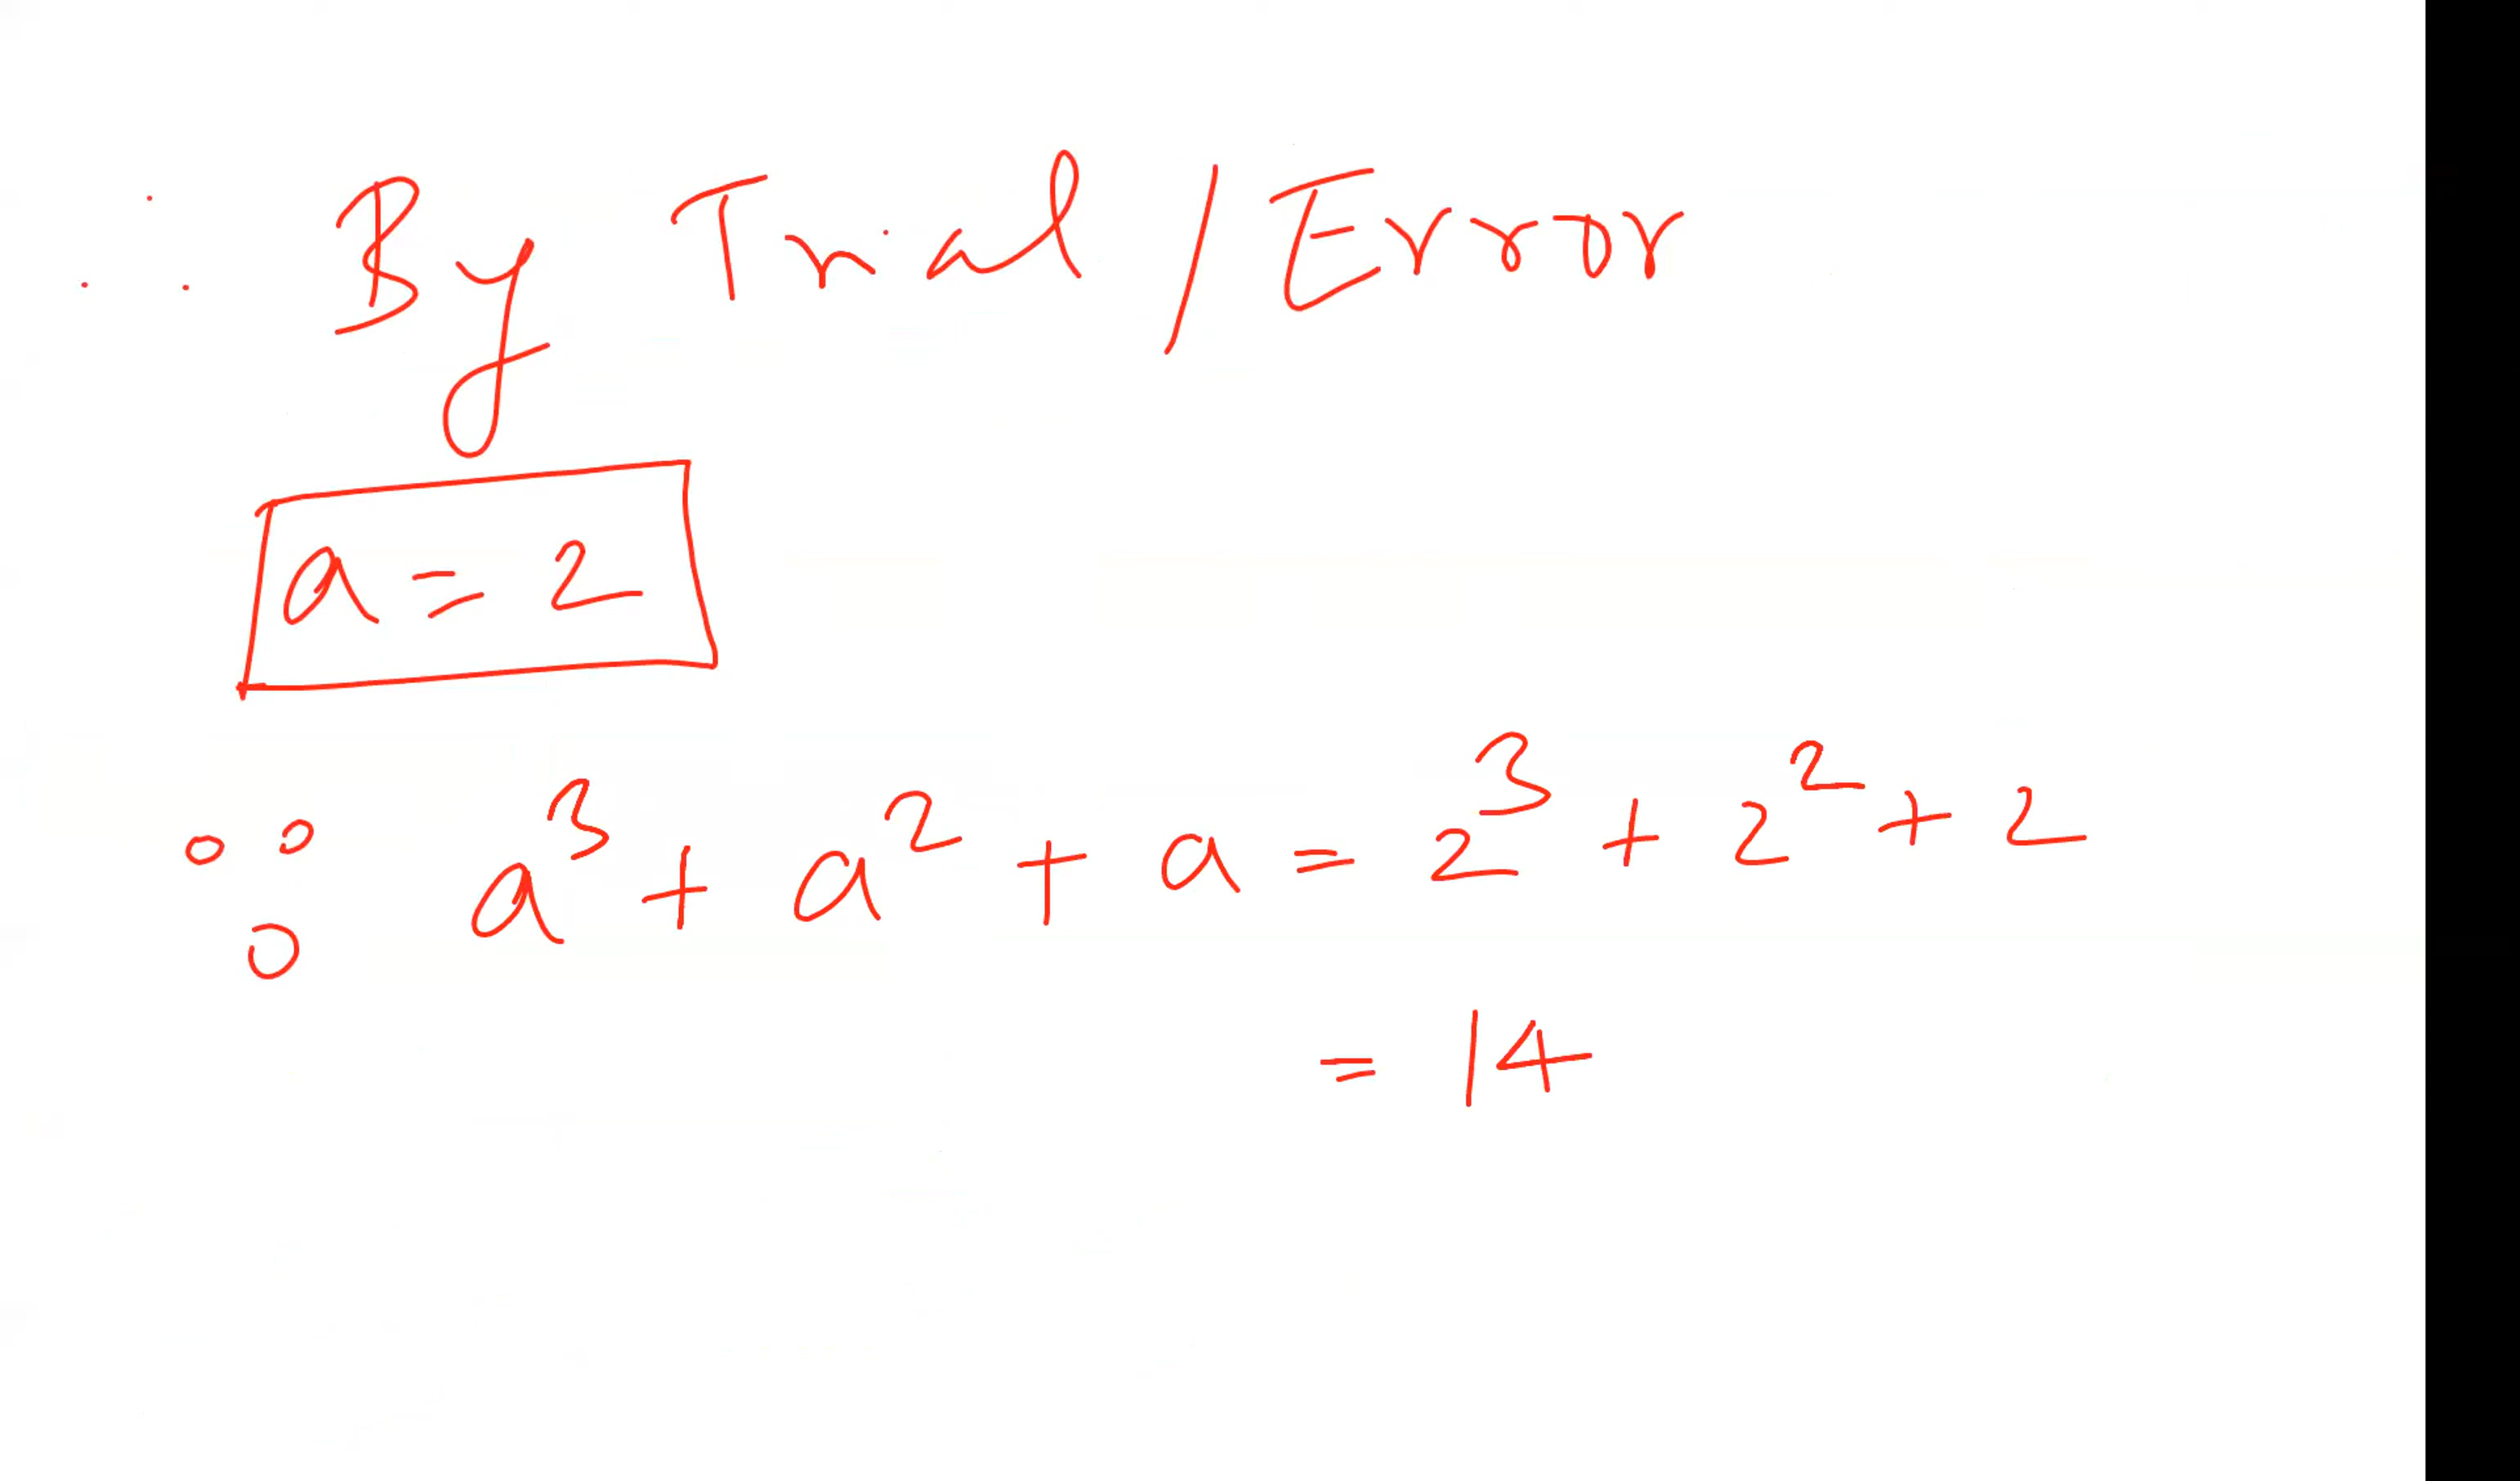 ∴ By Trial/Error
a = 2
∵ a³ + a² + a = 2³ + 2² + 2
= 14